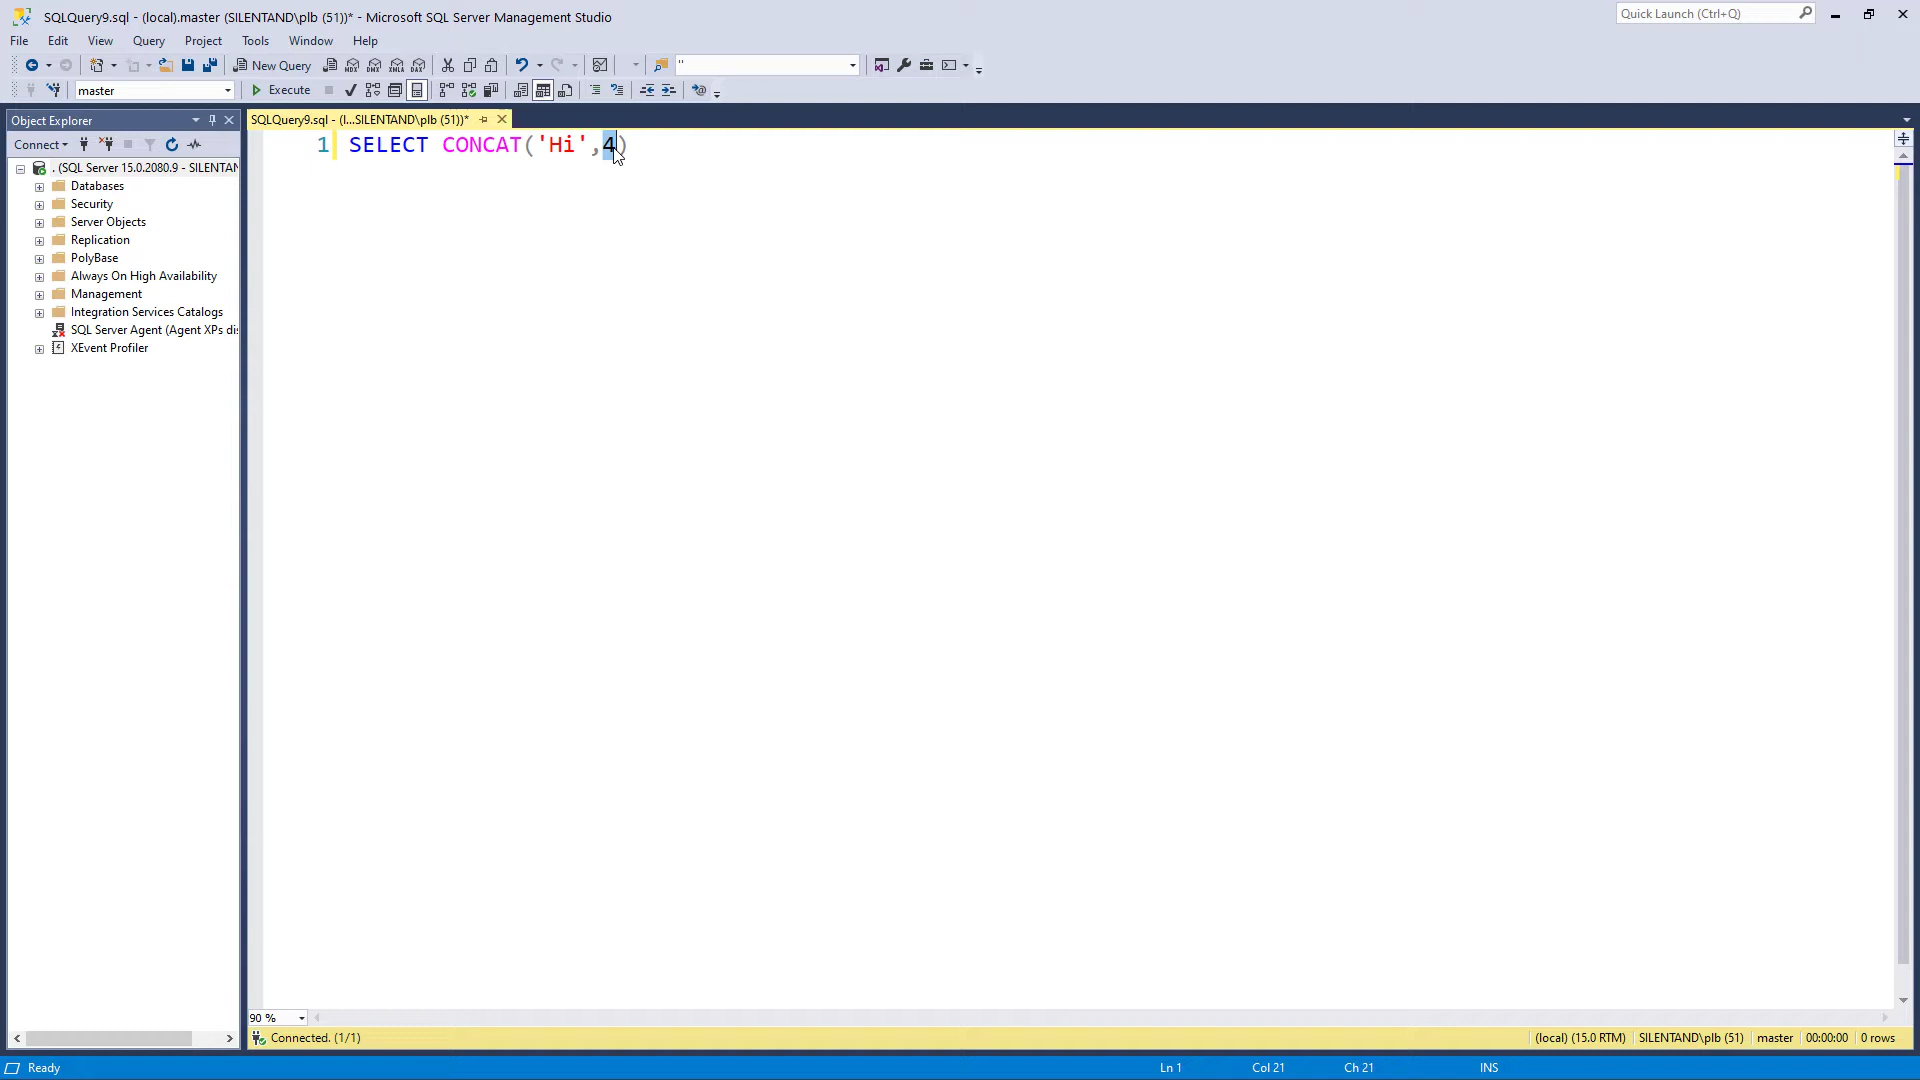 SQLQuery9.sql - (local).master (SILENTAND\plb (51))* - Microsoft SQL Server Management Studio
Quick Launch (Ctrl+Q)
File Edit View Query Project Tools Window Help
New Query
"
master
Execute
Object Explorer
SQLQuery9.sql - (l...SILENTAND\plb (51))*
Connect
1 SELECT CONCAT('Hi',4)
. (SQL Server 15.0.2080.9 - SILENTAN
Databases
Security
Server Objects
Replication
PolyBase
Always On High Availability
Management
Integration Services Catalogs
SQL Server Agent (Agent XPs dis
XEvent Profiler
90 %
Connected. (1/1)
(local) (15.0 RTM) SILENTAND\plb (51) master 00:00:00 0 rows
Ready
Ln 1 Col 21 Ch 21 INS